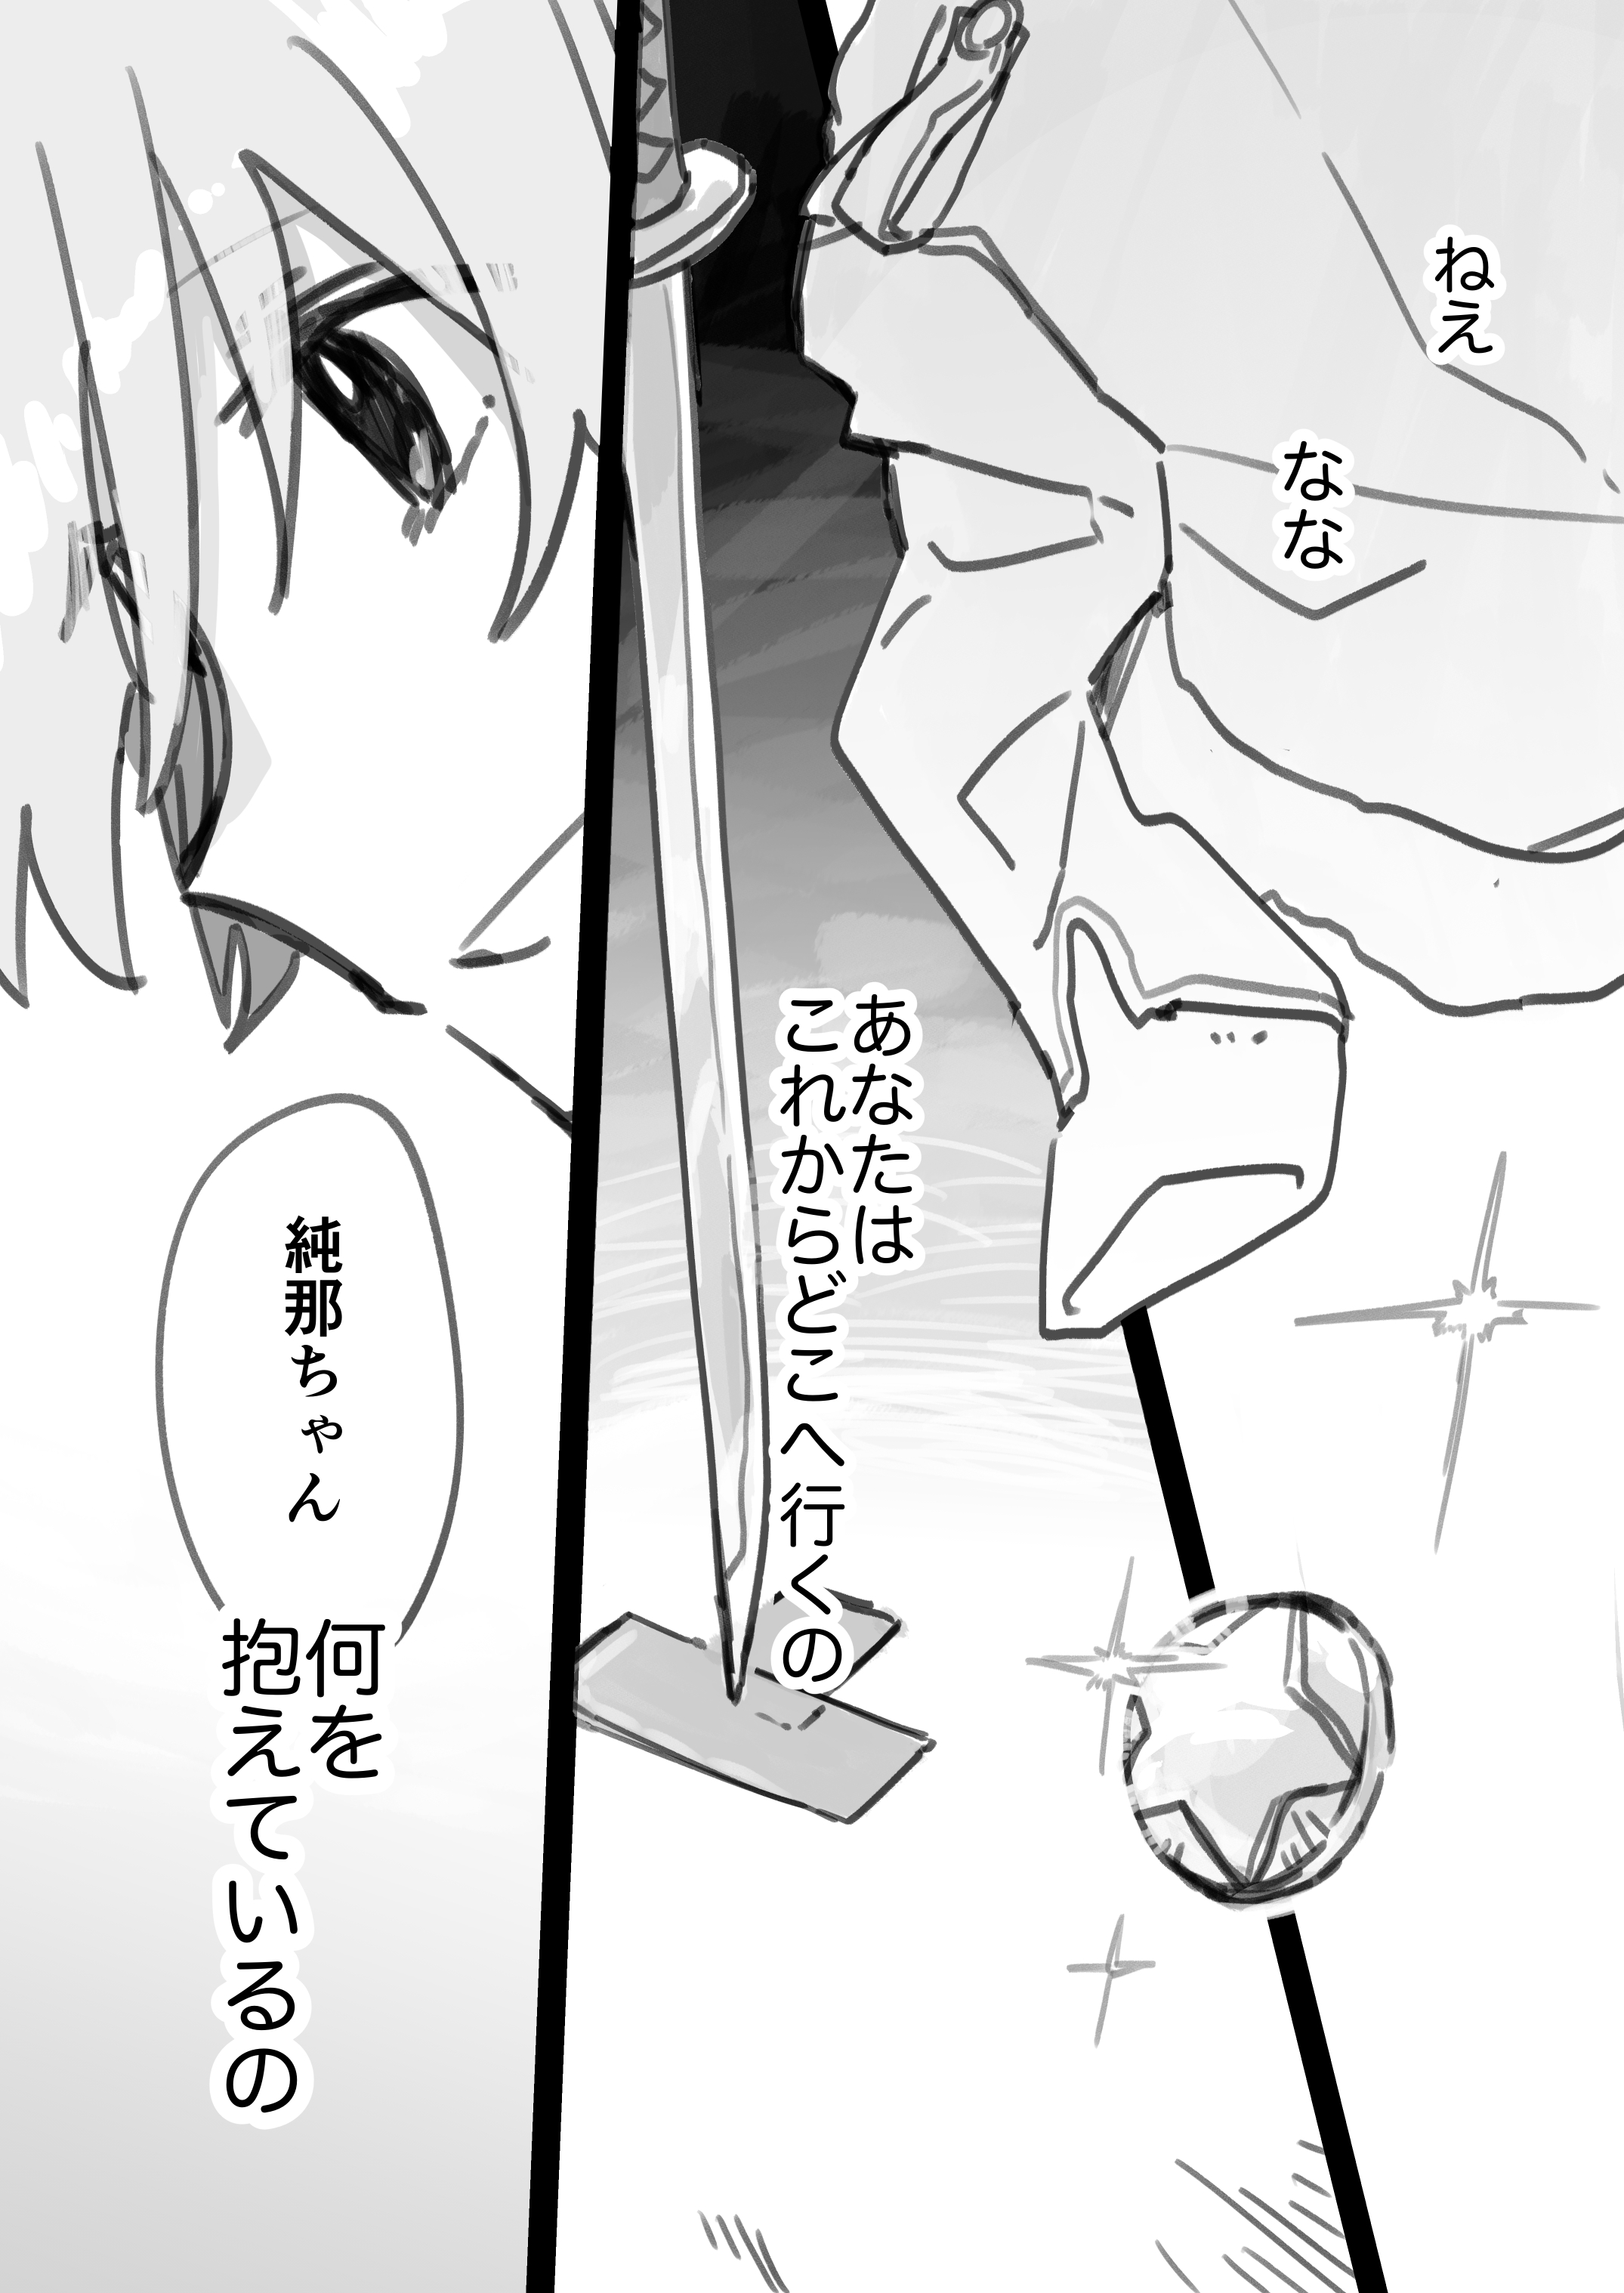 ねえ
なな
あなたは
これからどこへ行くの
純那ちゃん
何を
抱えているの